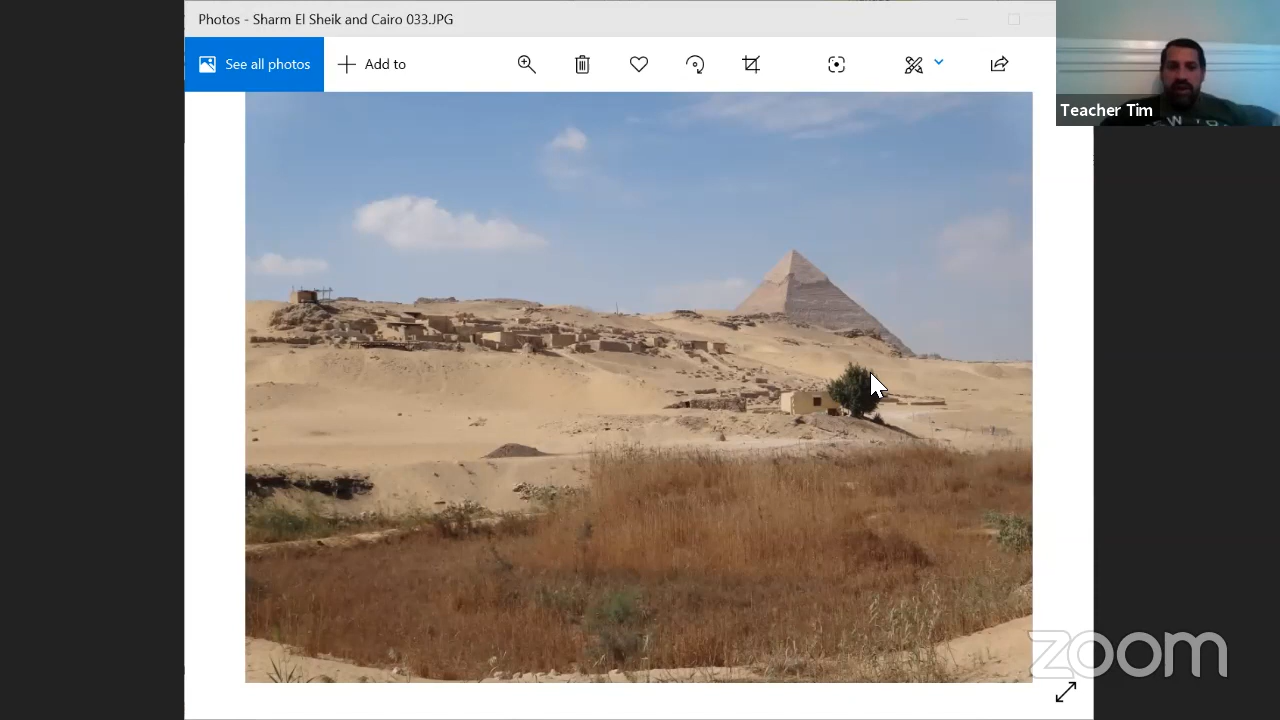 Photos - Sharm El Sheik and Cairo 033.JPG
See all photos
Add to
Teacher Tim
zoom